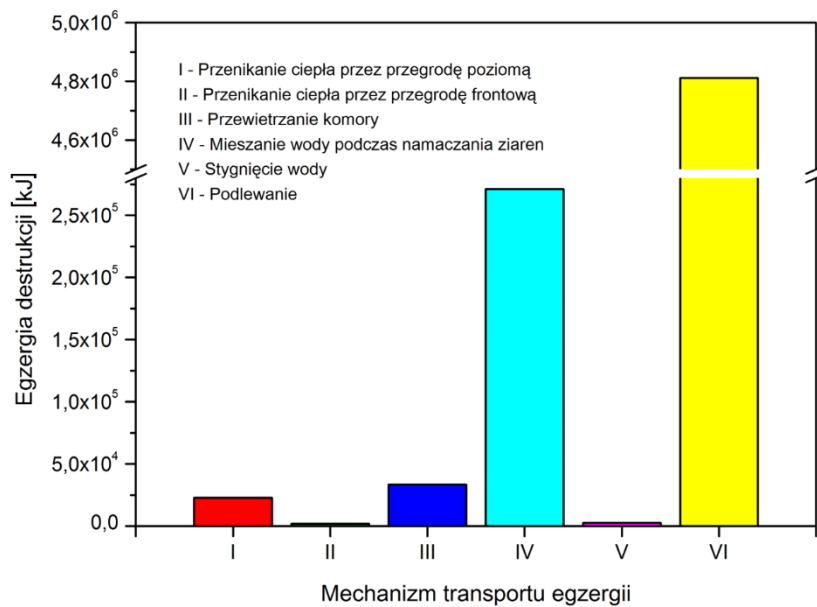 5,0x10⁶
4,8x10⁶
4,6x10⁶
2,5x10⁵
2,0x10⁵
1,5x10⁵
1,0x10⁵
5,0x10⁴
0,0
Egzergia destrukcji [kJ]
I - Przenikanie ciepła przez przegrodę poziomą
II - Przenikanie ciepła przez przegrodę frontową
III - Przewietrzanie komory
IV - Mieszanie wody podczas namaczania ziaren
V - Stygnięcie wody
VI - Podlewanie
I II III IV V VI
Mechanizm transportu egzergii